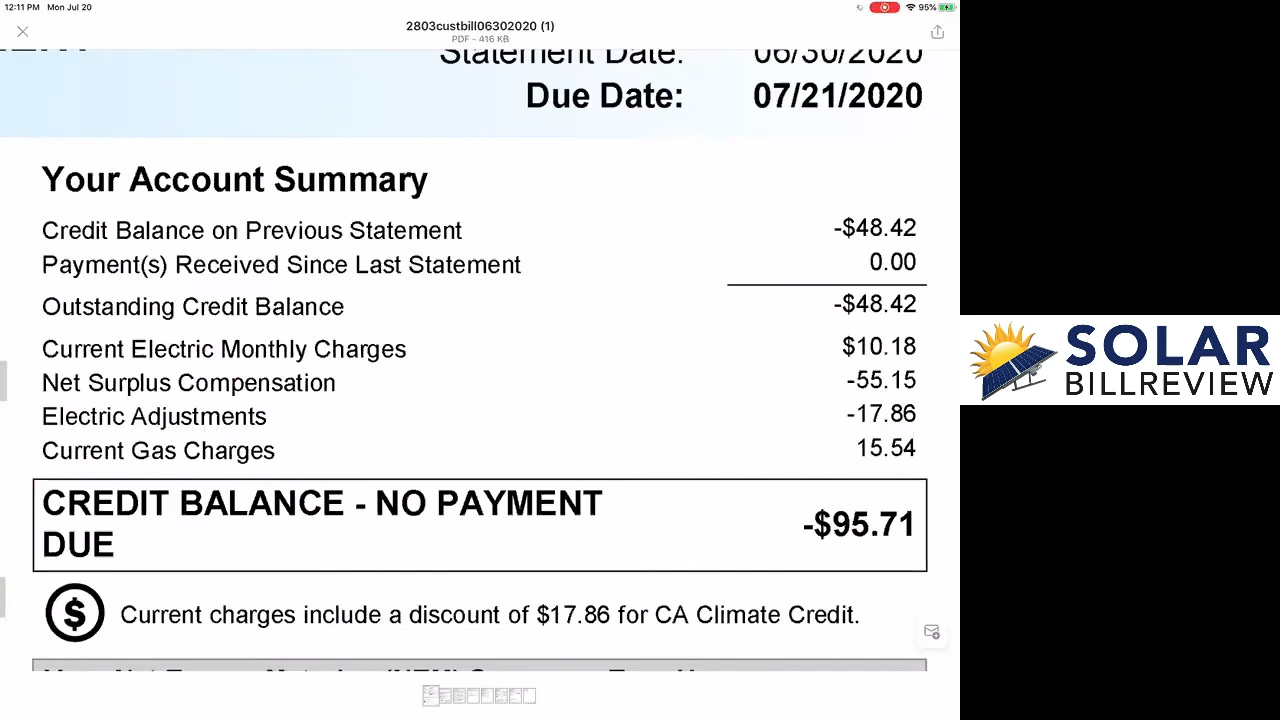 12:11 PM Mon Jul 20
95%
2803custbill06302020 (1)
PDF - 416 KB
Statement Date: 06/30/2020
Due Date: 07/21/2020
Your Account Summary
Credit Balance on Previous Statement -$48.42
Payment(s) Received Since Last Statement 0.00
Outstanding Credit Balance -$48.42
Current Electric Monthly Charges $10.18
Net Surplus Compensation -55.15
Electric Adjustments -17.86
Current Gas Charges 15.54
CREDIT BALANCE - NO PAYMENT
DUE -$95.71
$ Current charges include a discount of $17.86 for CA Climate Credit.
SOLAR
BILLREVIEW